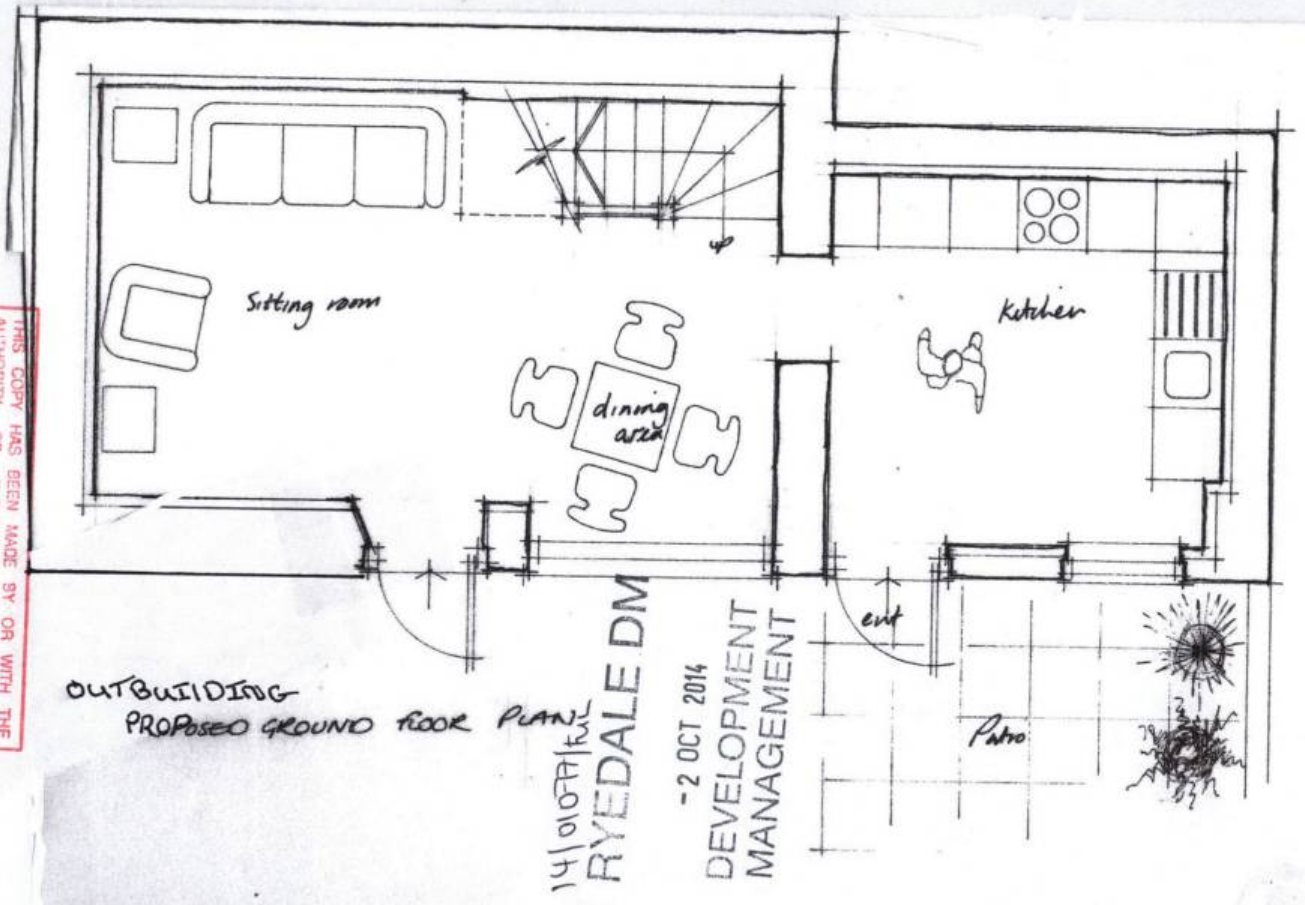 up
Sitting room
Kitchen
dining
area
ent
Patio
OUTBUILDING
PROPOSED GROUND FLOOR PLAN
14/01077/FUL
RYEDALE DM
-2 OCT 2014
DEVELOPMENT
MANAGEMENT
THIS COPY HAS BEEN MADE BY OR WITH THE